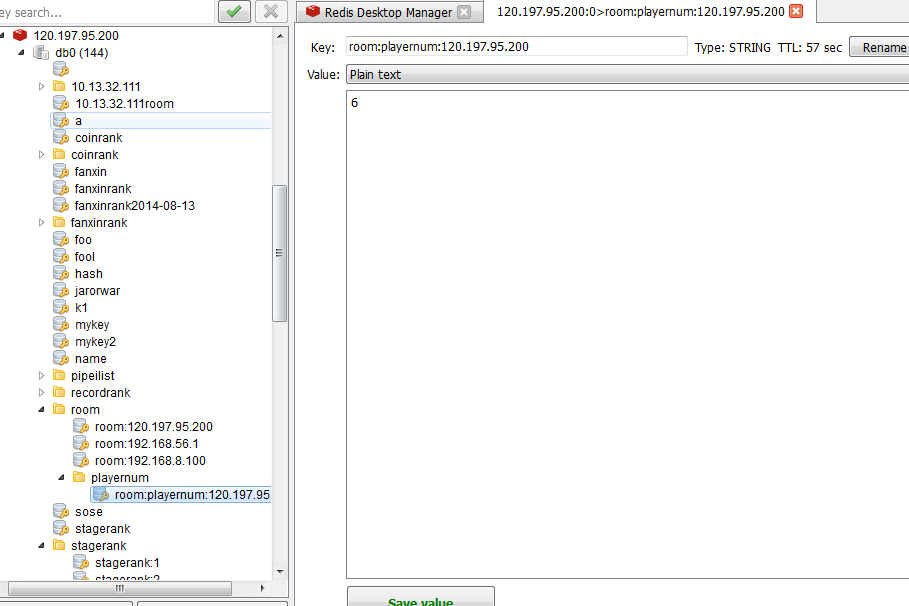 ey search...
120.197.95.200
db0 (144)
10.13.32.111
10.13.32.111room
a
coinrank
coinrank
fanxin
fanxinrank
fanxinrank2014-08-13
fanxinrank
foo
fool
hash
jarorwar
k1
mykey
mykey2
name
pipeilist
recordrank
room
room:120.197.95.200
room:192.168.56.1
room:192.168.8.100
playernum
room:playernum:120.197.95
sose
stagerank
stagerank
stagerank:1
stagerank:2
Redis Desktop Manager
120.197.95.200:0>room:playernum:120.197.95.200
Key: room:playernum:120.197.95.200 Type: STRING TTL: 57 sec Rename
Value: Plain text
6
Save value